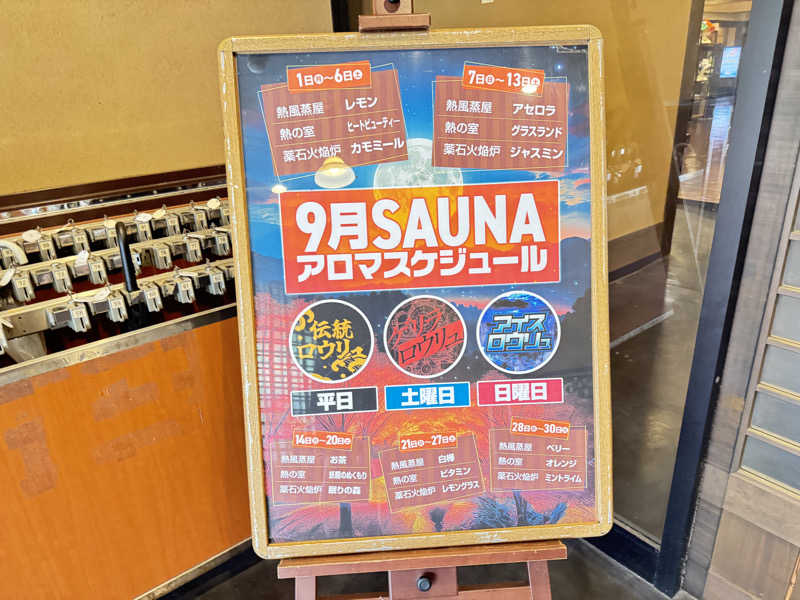 1日(月)~6日(土)
熱風蒸屋 レモン
熱の室 ヒートビューティー
薬石火焔炉 カモミール
7日(日)~13日(土)
熱風蒸屋 アセロラ
熱の室 グラスランド
薬石火焔炉 ジャスミン
9月SAUNA
アロマスケジュール
伝統
ロウリュ
ロウリュ
アイス
ロウリュ
平日
土曜日
日曜日
14日(日)~20日(土)
熱風蒸屋 お茶
熱の室
薬石火焔炉 眠りの森
21日(日)~27日(土)
熱風蒸屋 白樺
熱の室 ビタミン
薬石火焔炉 レモングラス
28日(日)~30日(火)
熱風蒸屋 ベリー
熱の室 オレンジ
薬石火焔炉 ミントライム